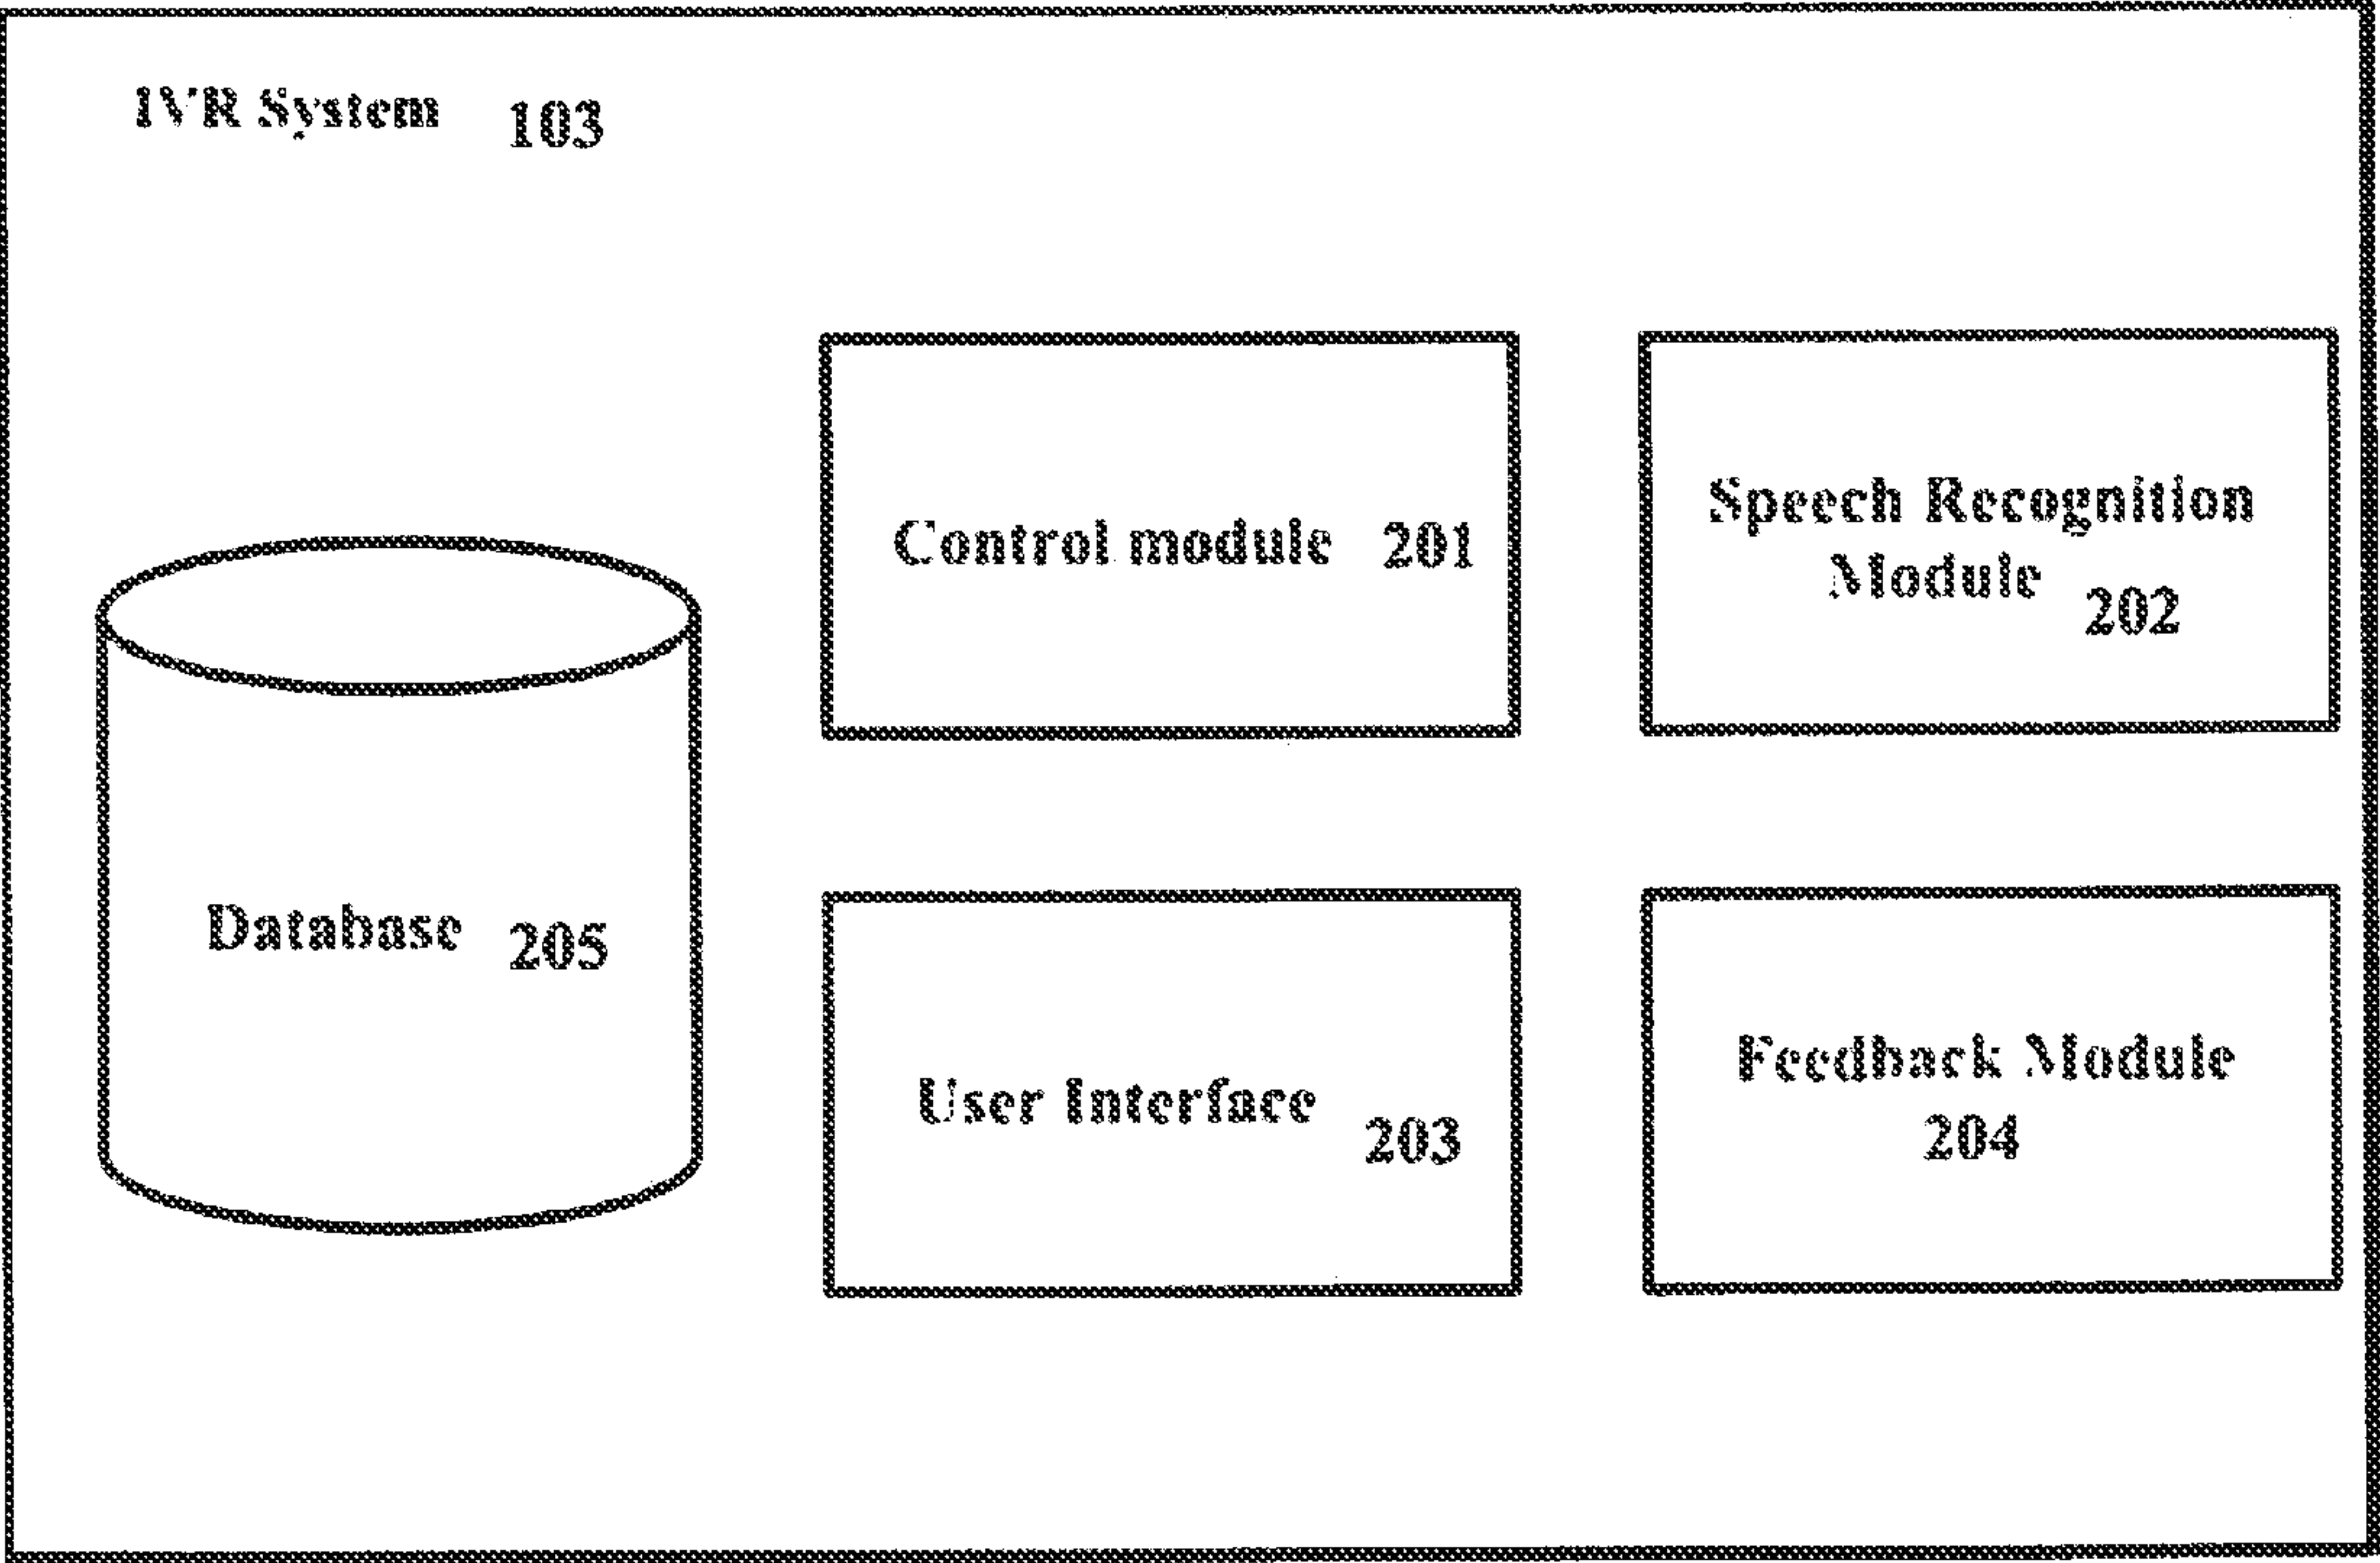 IVR System 103
Control module 201
Speech Recognition
Module 202
Database 205
User Interface 203
Feedback Module
204